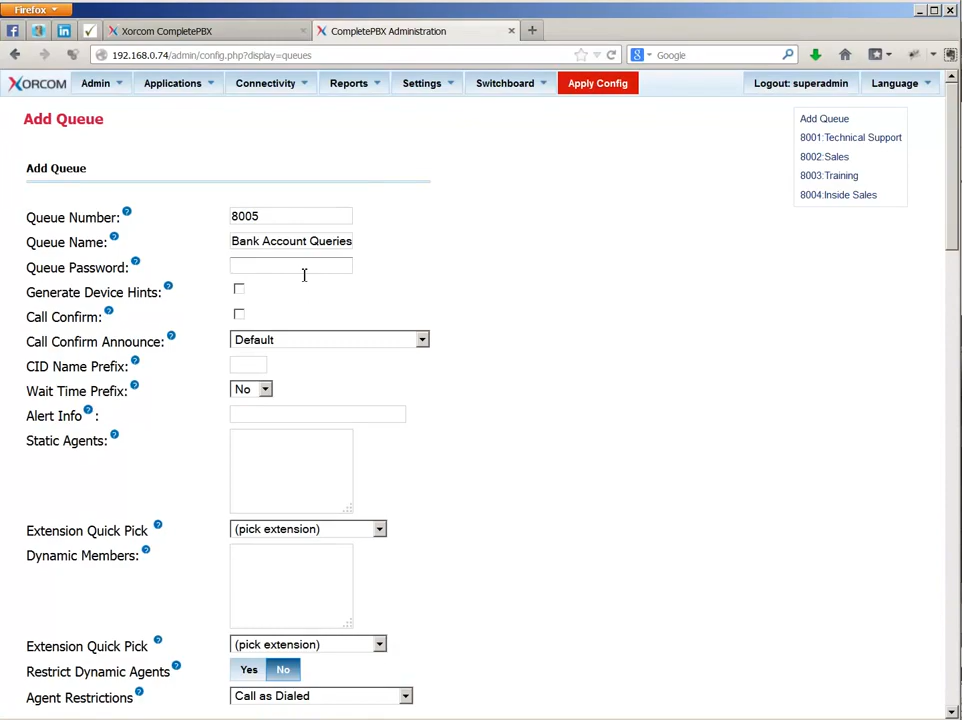 Firefox
Xorcom CompletePBX
CompletePBX Administration
192.168.0.74/admin/config.php?display=queues
Google
XORCOM
Admin
Applications
Connectivity
Reports
Settings
Switchboard
Apply Config
Logout: superadmin
Language
Add Queue
Add Queue
8001:Technical Support
8002:Sales
8003:Training
8004:Inside Sales
Add Queue
Queue Number: 8005
Queue Name: Bank Account Queries
Queue Password:
Generate Device Hints:
Call Confirm:
Call Confirm Announce: Default
CID Name Prefix:
Wait Time Prefix: No
Alert Info :
Static Agents:
Extension Quick Pick (pick extension)
Dynamic Members:
Extension Quick Pick (pick extension)
Restrict Dynamic Agents Yes No
Agent Restrictions Call as Dialed